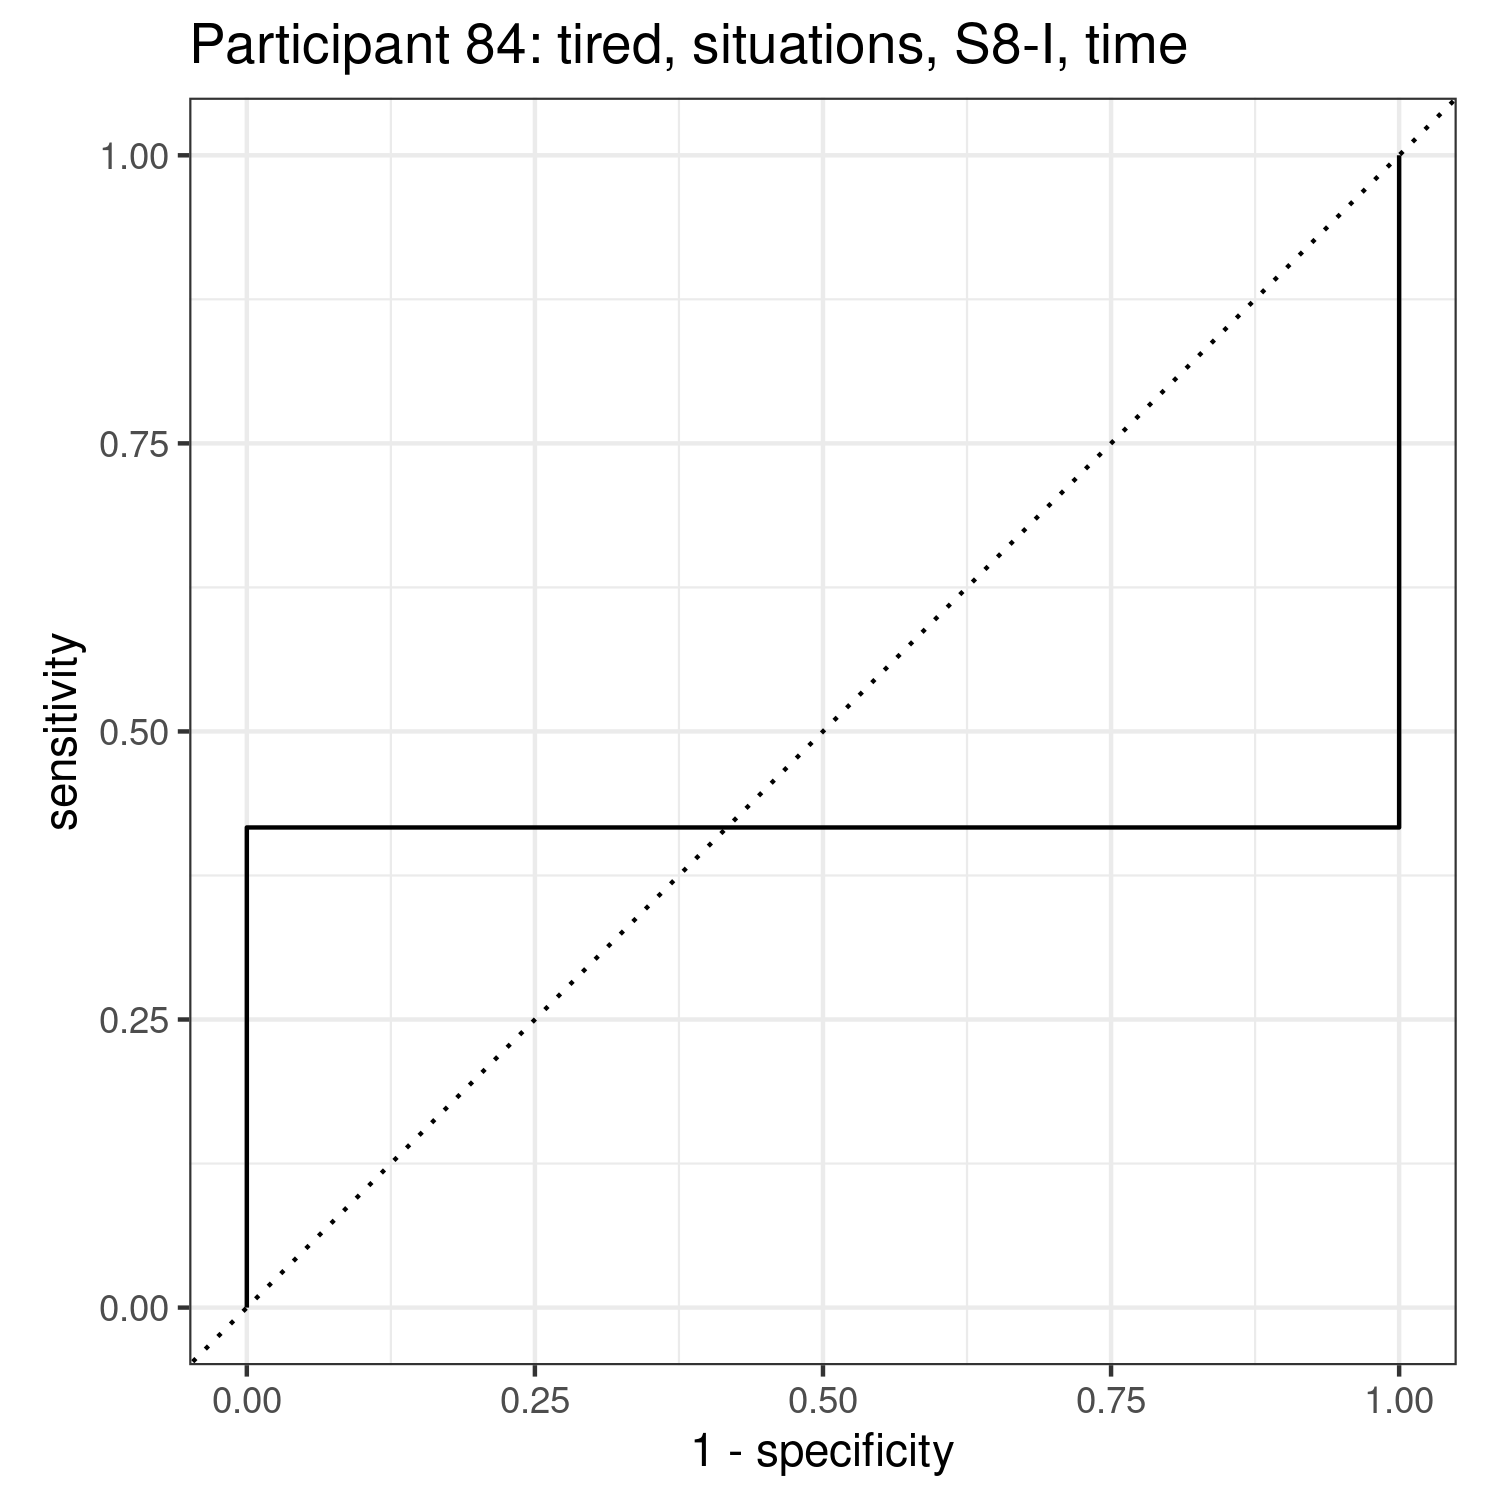 Participant 84: tired, situations, S8-I, time
1.00
0.75
0.50
0.25
0.00
sensitivity
0.00 0.25 0.50 0.75 1.00
1 - specificity